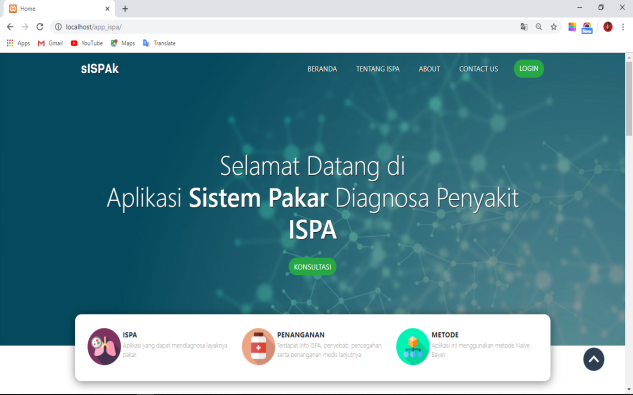 Home
localhost/app_ispa/
Apps Gmail YouTube Maps Translate
sISPAk BERANDA TENTANG ISPA ABOUT CONTACT US LOGIN
Selamat Datang di
Aplikasi Sistem Pakar Diagnosa Penyakit
ISPA
KONSULTASI
ISPA
Aplikasi yang dapat mendiagnosa layaknya
pakar.
PENANGANAN
Terdapat info ISPA, penyebab, pencegahan,
serta penanganan medis lanjutnya.
METODE
Aplikasi ini menggunakan metode Naive
Bayes